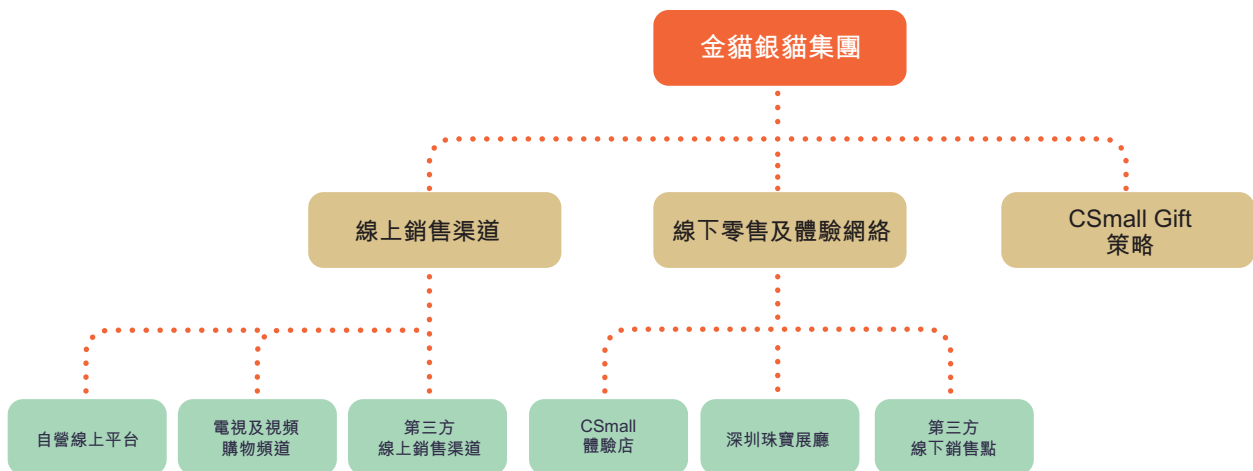 金貓銀貓集團
線上銷售渠道
線下零售及體驗網絡
CSmall Gift
策略
自營線上平台
電視及視頻
購物頻道
第三方
線上銷售渠道
CSmall
體驗店
深圳珠寶展廳
第三方
線下銷售點